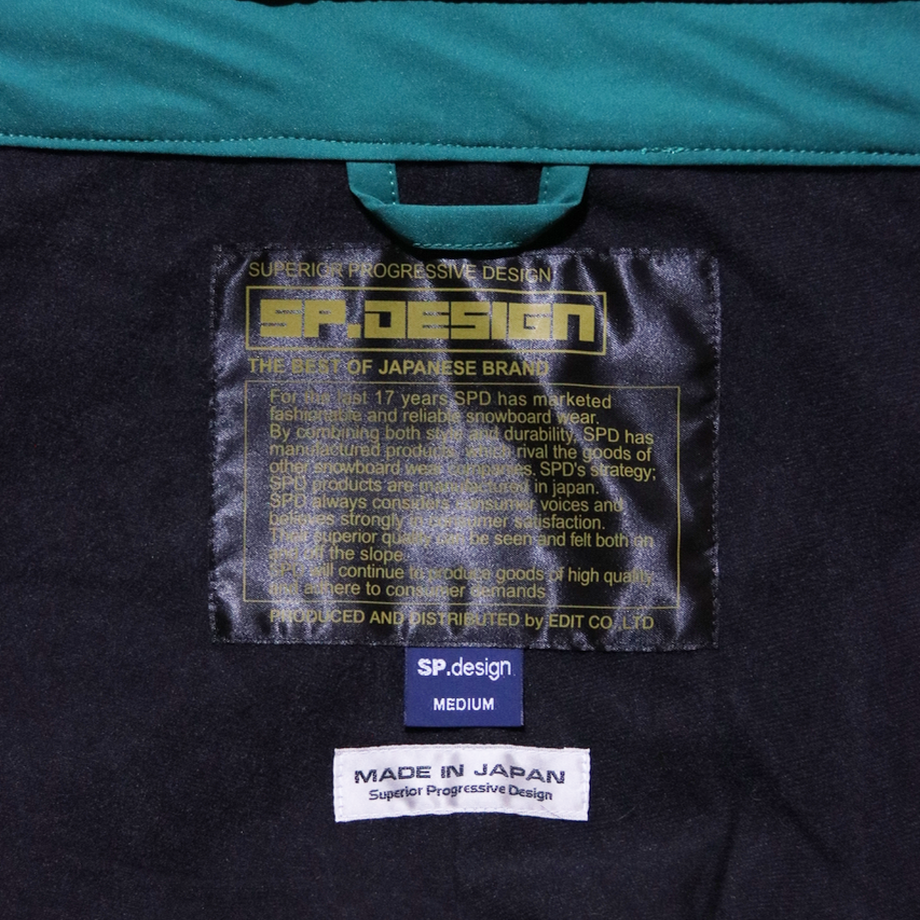 SUPERIOR PROGRESSIVE DESIGN
SP.DESIGN
THE BEST OF JAPANESE BRAND
For the last 17 years SPD has marketed
fashionable and reliable snowboard wear.
By combining both style and durability, SPD has
manufactured products, which rival the goods of
other snowboard wear companies. SPD's strategy;
SPD products are manufactured in japan.
SPD always considers consumer voices and
believes strongly in consumer satisfaction.
Their superior quality can be seen and felt both on
and off the slope.
SPD will continue to produce goods of high quality
and adhere to consumer demands
PRODUCED AND DISTRIBUTED by EDIT CO. LTD
SP.design
MEDIUM
MADE IN JAPAN
Superior Progressive Design